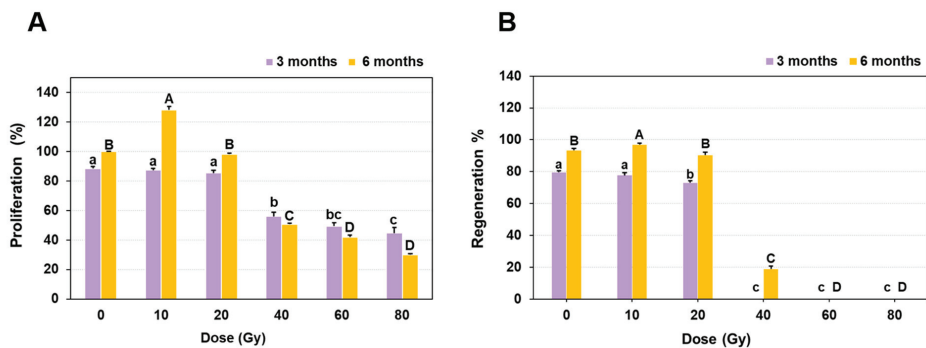 A
3 months 6 months
Proliferation (%)
140
120
100
80
60
40
20
0
a B
a A
a B
b C
bc D
c D
0 10 20 40 60 80
Dose (Gy)
B
3 months 6 months
Regeneration %
140
120
100
80
60
40
20
0
a B
a A
b B
c C
c D
c D
0 10 20 40 60 80
Dose (Gy)